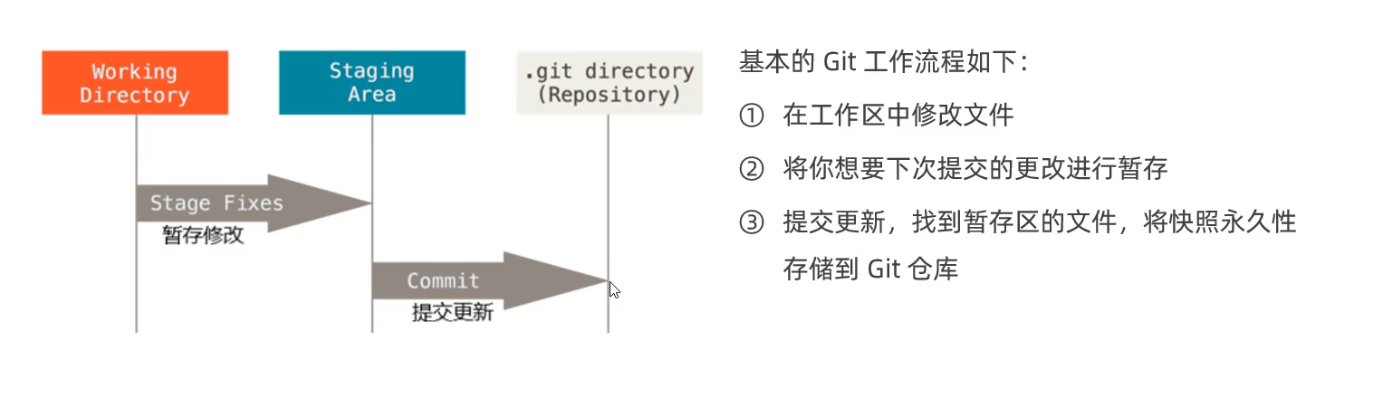 Working
Directory
Staging
Area
.git directory
(Repository)
Stage Fixes
暂存修改
Commit
提交更新
基本的 Git 工作流程如下：
① 在工作区中修改文件
② 将你想要下次提交的更改进行暂存
③ 提交更新，找到暂存区的文件，将快照永久性
存储到 Git 仓库